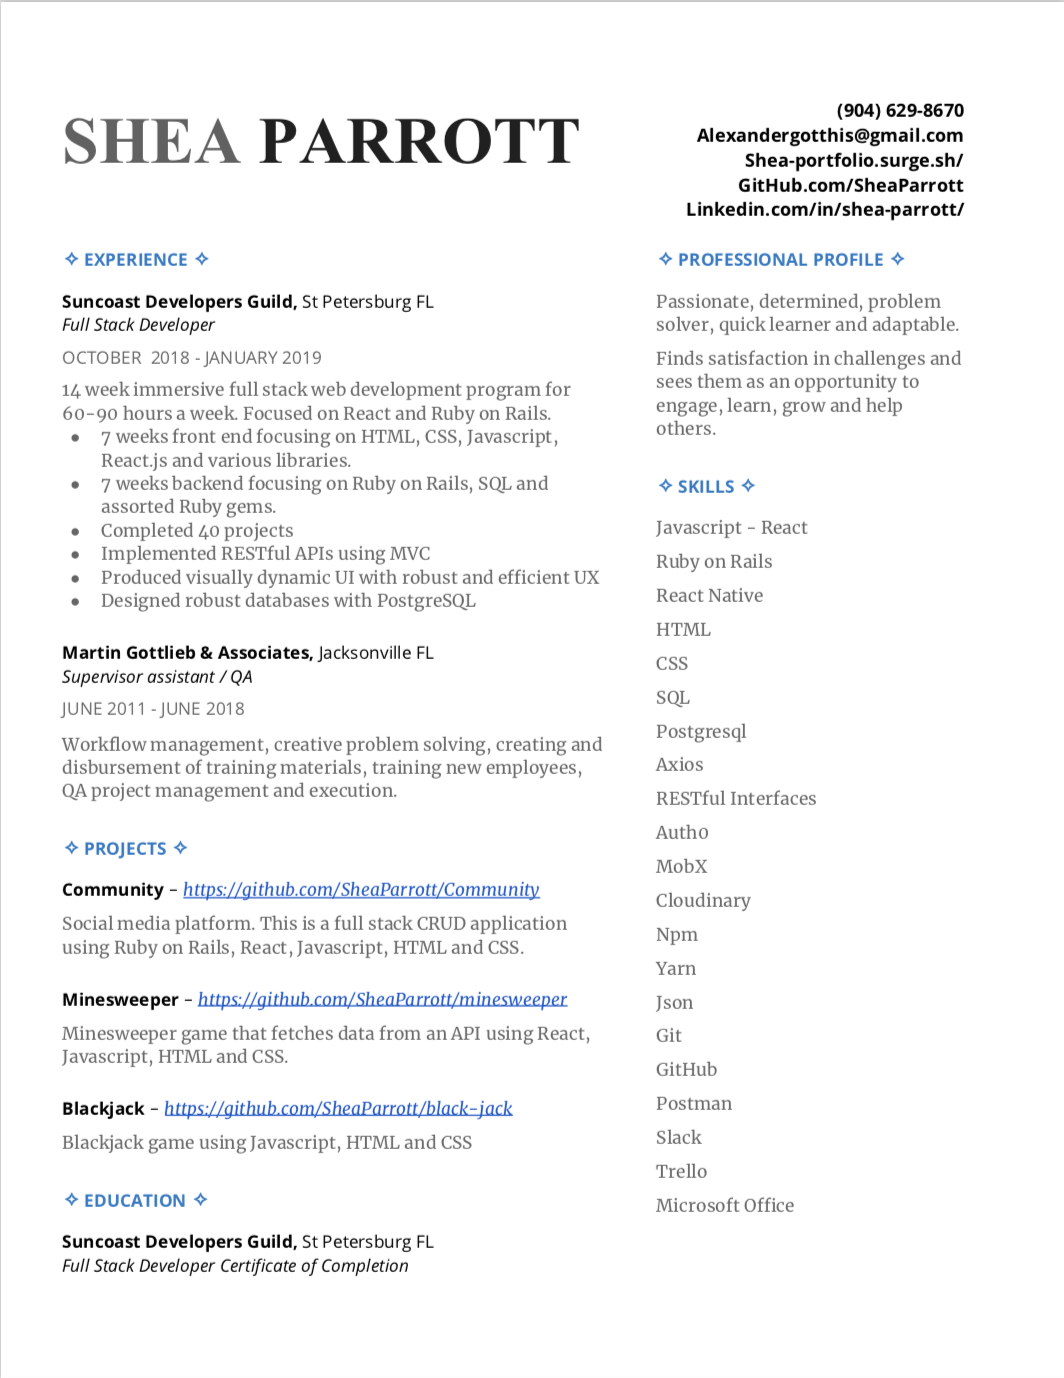 SHEA PARROTT
(904) 629-8670
Alexandergotthis@gmail.com
Shea-portfolio.surge.sh/
GitHub.com/SheaParrott
Linkedin.com/in/shea-parrott/
✧ EXPERIENCE ✧
Suncoast Developers Guild, St Petersburg FL
Full Stack Developer
OCTOBER 2018 - JANUARY 2019
14 week immersive full stack web development program for
60-90 hours a week. Focused on React and Ruby on Rails.
● 7 weeks front end focusing on HTML, CSS, Javascript,
React.js and various libraries.
● 7 weeks backend focusing on Ruby on Rails, SQL and
assorted Ruby gems.
● Completed 40 projects
● Implemented RESTful APIs using MVC
● Produced visually dynamic UI with robust and efficient UX
● Designed robust databases with PostgreSQL
Martin Gottlieb & Associates, Jacksonville FL
Supervisor assistant / QA
JUNE 2011 - JUNE 2018
Workflow management, creative problem solving, creating and
disbursement of training materials, training new employees,
QA project management and execution.
✧ PROJECTS ✧
Community – https://github.com/SheaParrott/Community
Social media platform. This is a full stack CRUD application
using Ruby on Rails, React, Javascript, HTML and CSS.
Minesweeper – https://github.com/SheaParrott/minesweeper
Minesweeper game that fetches data from an API using React,
Javascript, HTML and CSS.
Blackjack – https://github.com/SheaParrott/black-jack
Blackjack game using Javascript, HTML and CSS
✧ EDUCATION ✧
Suncoast Developers Guild, St Petersburg FL
Full Stack Developer Certificate of Completion
✧ PROFESSIONAL PROFILE ✧
Passionate, determined, problem
solver, quick learner and adaptable.
Finds satisfaction in challenges and
sees them as an opportunity to
engage, learn, grow and help
others.
✧ SKILLS ✧
Javascript - React
Ruby on Rails
React Native
HTML
CSS
SQL
Postgresql
Axios
RESTful Interfaces
Auth0
MobX
Cloudinary
Npm
Yarn
Json
Git
GitHub
Postman
Slack
Trello
Microsoft Office